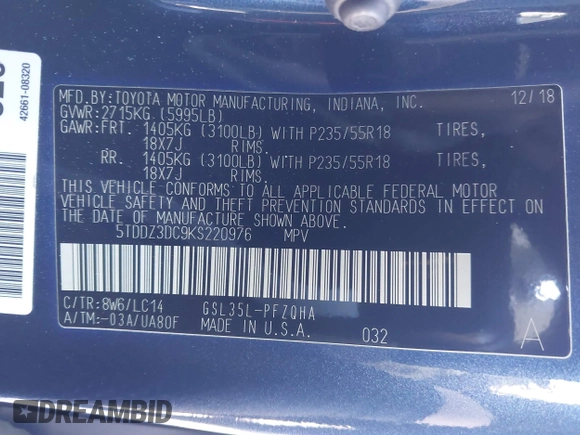 42661-08320
MFD.BY:TOYOTA MOTOR MANUFACTURING, INDIANA, INC. 12/18
GVWR:2715KG (5995LB)
GAWR:FRT. 1405KG (3100LB) WITH P235/55R18 TIRES,
18X7J RIMS.
RR. 1405KG (3100LB) WITH P235/55R18 TIRES,
18X7J RIMS.
THIS VEHICLE CONFORMS TO ALL APPLICABLE FEDERAL MOTOR
VEHICLE SAFETY AND THEFT PREVENTION STANDARDS IN EFFECT ON
THE DATE OF MANUFACTURE SHOWN ABOVE.
5TDDZ3DC9KS220976 MPV
C/TR:8W6/LC14 GSL35L-PFZQHA
A/TM:-03A/UA80F MADE IN U.S.A. 032 A
DREAMBID